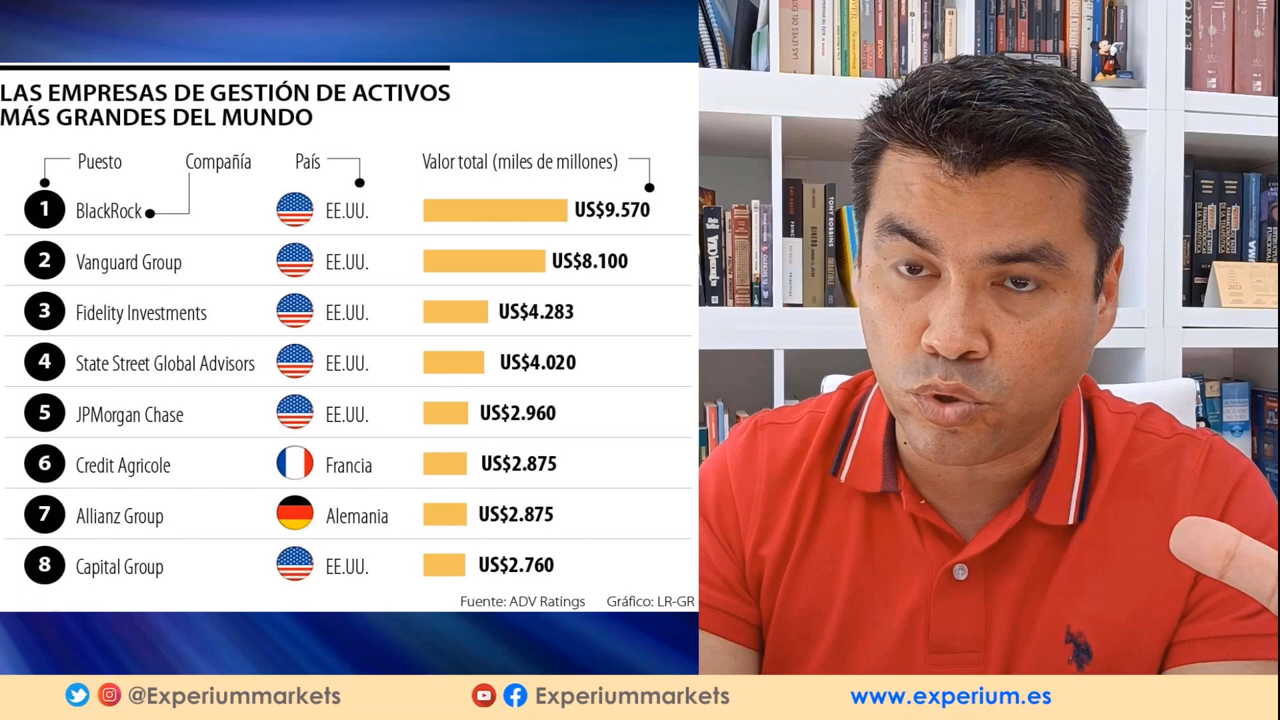 LAS EMPRESAS DE GESTIÓN DE ACTIVOS
MÁS GRANDES DEL MUNDO
Puesto Compañía País Valor total (miles de millones)
1 BlackRock EE.UU. US$9.570
2 Vanguard Group EE.UU. US$8.100
3 Fidelity Investments EE.UU. US$4.283
4 State Street Global Advisors EE.UU. US$4.020
5 JPMorgan Chase EE.UU. US$2.960
6 Credit Agricole Francia US$2.875
7 Allianz Group Alemania US$2.875
8 Capital Group EE.UU. US$2.760
Fuente: ADV Ratings Gráfico: LR-GR
TONY ROBBINS
@Experiummarkets Experiummarkets www.experium.es